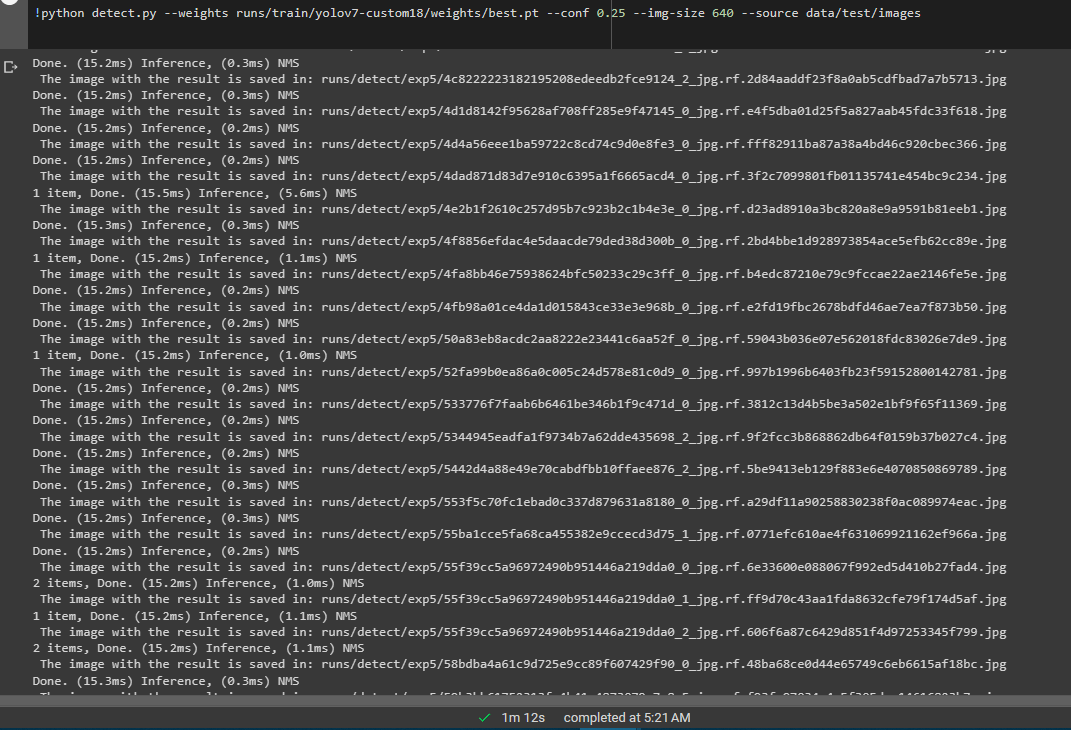 !python detect.py --weights runs/train/yolov7-custom18/weights/best.pt --conf 0.25 --img-size 640 --source data/test/images
Done. (15.2ms) Inference, (0.3ms) NMS
The image with the result is saved in: runs/detect/exp5/4c8222223182195208edeedb2fce9124_2_jpg.rf.2d84aaddf23f8a0ab5cdfbad7a7b5713.jpg
Done. (15.2ms) Inference, (0.3ms) NMS
The image with the result is saved in: runs/detect/exp5/4d1d8142f95628af708ff285e9f47145_0_jpg.rf.e4f5dba01d25f5a827aab45fdc33f618.jpg
Done. (15.2ms) Inference, (0.2ms) NMS
The image with the result is saved in: runs/detect/exp5/4d4a56eee1ba59722c8cd74c9d0e8fe3_0_jpg.rf.fff82911ba87a38a4bd46c920cbec366.jpg
Done. (15.2ms) Inference, (0.2ms) NMS
The image with the result is saved in: runs/detect/exp5/4dad871d83d7e910c6395a1f6665acd4_0_jpg.rf.3f2c7099801fb01135741e454bc9c234.jpg
1 item, Done. (15.5ms) Inference, (5.6ms) NMS
The image with the result is saved in: runs/detect/exp5/4e2b1f2610c257d95b7c923b2c1b4e3e_0_jpg.rf.d23ad8910a3bc820a8e9a9591b81eeb1.jpg
Done. (15.3ms) Inference, (0.3ms) NMS
The image with the result is saved in: runs/detect/exp5/4f8856efdac4e5daacde79ded38d300b_0_jpg.rf.2bd4bbe1d928973854ace5efb62cc89e.jpg
1 item, Done. (15.2ms) Inference, (1.1ms) NMS
The image with the result is saved in: runs/detect/exp5/4fa8bb46e75938624bfc50233c29c3ff_0_jpg.rf.b4edc87210e79c9fccae22ae2146fe5e.jpg
Done. (15.2ms) Inference, (0.2ms) NMS
The image with the result is saved in: runs/detect/exp5/4fb98a01ce4da1d015843ce33e3e968b_0_jpg.rf.e2fd19fbc2678bdfd46ae7ea7f873b50.jpg
Done. (15.2ms) Inference, (0.2ms) NMS
The image with the result is saved in: runs/detect/exp5/50a83eb8acdc2aa8222e23441c6aa52f_0_jpg.rf.59043b036e07e562018fdc83026e7de9.jpg
1 item, Done. (15.2ms) Inference, (1.0ms) NMS
The image with the result is saved in: runs/detect/exp5/52fa99b0ea86a0c005c24d578e81c0d9_0_jpg.rf.997b1996b6403fb23f59152800142781.jpg
Done. (15.2ms) Inference, (0.2ms) NMS
The image with the result is saved in: runs/detect/exp5/533776f7faab6b6461be346b1f9c471d_0_jpg.rf.3812c13d4b5be3a502e1bf9f65f11369.jpg
Done. (15.2ms) Inference, (0.2ms) NMS
The image with the result is saved in: runs/detect/exp5/5344945eadfa1f9734b7a62dde435698_2_jpg.rf.9f2fcc3b868862db64f0159b37b027c4.jpg
Done. (15.2ms) Inference, (0.2ms) NMS
The image with the result is saved in: runs/detect/exp5/5442d4a88e49e70cabdfbb10ffaee876_2_jpg.rf.5be9413eb129f883e6e4070850869789.jpg
Done. (15.2ms) Inference, (0.3ms) NMS
The image with the result is saved in: runs/detect/exp5/553f5c70fc1ebad0c337d879631a8180_0_jpg.rf.a29df11a90258830238f0ac089974eac.jpg
Done. (15.2ms) Inference, (0.3ms) NMS
The image with the result is saved in: runs/detect/exp5/55ba1cce5fa68ca455382e9ccecd3d75_1_jpg.rf.0771efc610ae4f631069921162ef966a.jpg
Done. (15.2ms) Inference, (0.2ms) NMS
The image with the result is saved in: runs/detect/exp5/55f39cc5a96972490b951446a219dda0_0_jpg.rf.6e33600e088067f992ed5d410b27fad4.jpg
2 items, Done. (15.2ms) Inference, (1.0ms) NMS
The image with the result is saved in: runs/detect/exp5/55f39cc5a96972490b951446a219dda0_1_jpg.rf.ff9d70c43aa1fda8632cfe79f174d5af.jpg
1 item, Done. (15.2ms) Inference, (1.1ms) NMS
The image with the result is saved in: runs/detect/exp5/55f39cc5a96972490b951446a219dda0_2_jpg.rf.606f6a87c6429d851f4d97253345f799.jpg
2 items, Done. (15.2ms) Inference, (1.1ms) NMS
The image with the result is saved in: runs/detect/exp5/58bdba4a61c9d725e9cc89f607429f90_0_jpg.rf.48ba68ce0d44e65749c6eb6615af18bc.jpg
Done. (15.3ms) Inference, (0.3ms) NMS
1m 12s completed at 5:21 AM